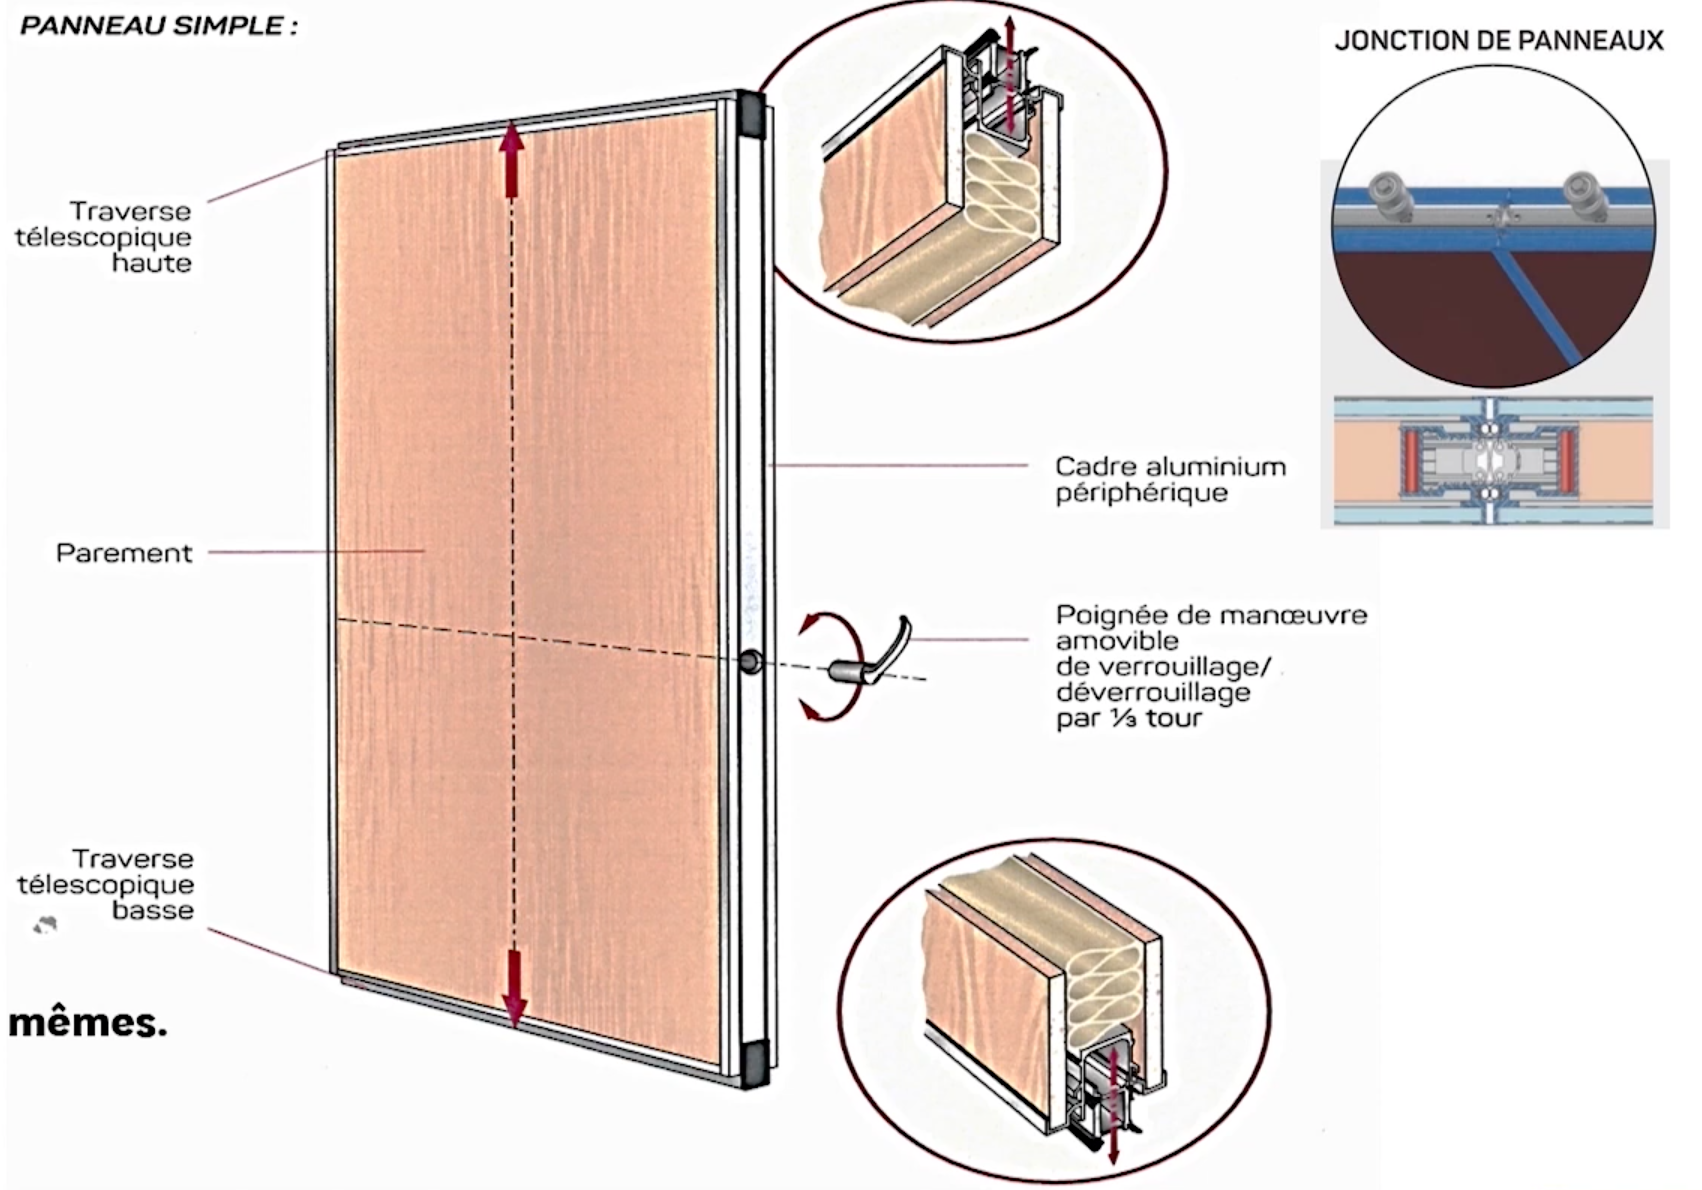 PANNEAU SIMPLE :
JONCTION DE PANNEAUX
Traverse
télescopique
haute
Cadre aluminium
périphérique
Parement
Poignée de manœuvre
amovible
de verrouillage/
déverrouillage
par ⅓ tour
Traverse
télescopique
basse
mêmes.